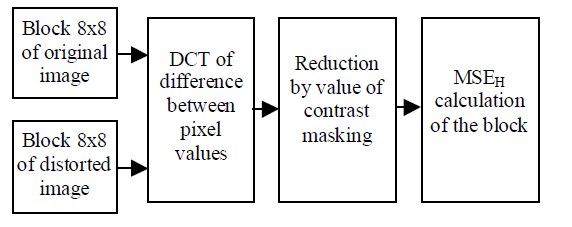 Block 8x8
of original
image
Block 8x8
of distorted
image
DCT of
difference
between
pixel
values
Reduction
by value of
contrast
masking
MSEH
calculation
of the block